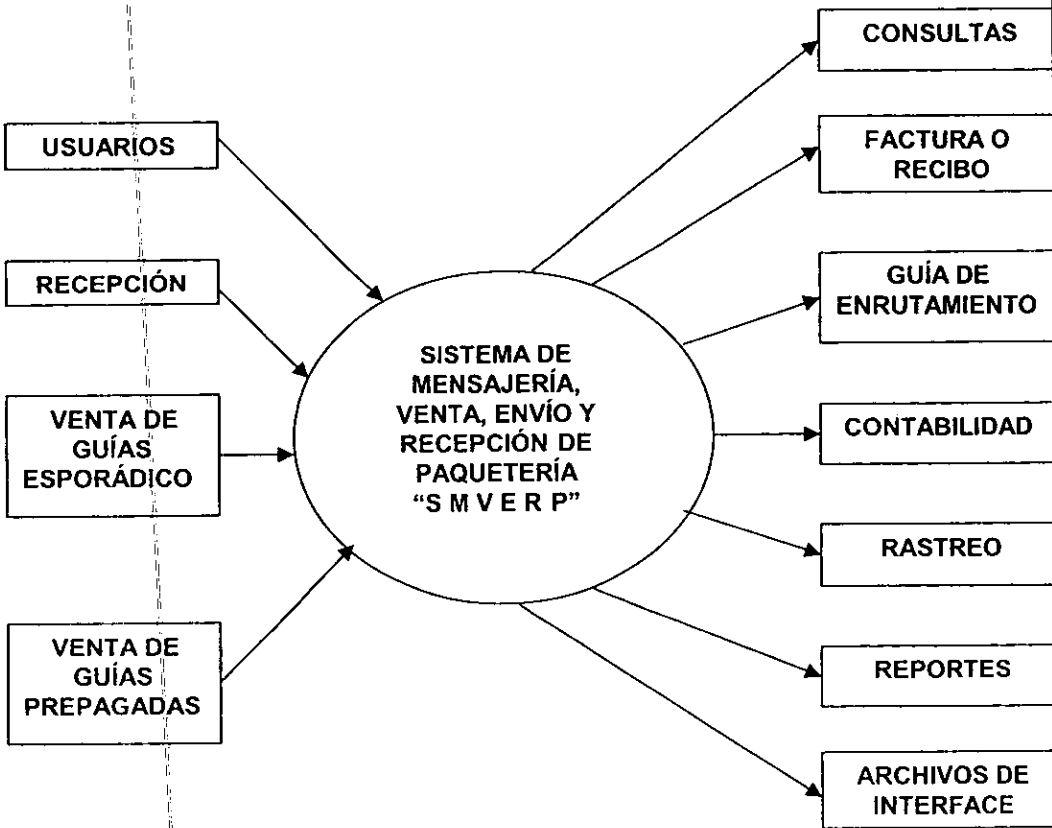 USUARIOS
RECEPCIÓN
VENTA DE
GUÍAS
ESPORÁDICO
VENTA DE
GUÍAS
PREPAGADAS
SISTEMA DE
MENSAJERÍA,
VENTA, ENVÍO Y
RECEPCIÓN DE
PAQUETERÍA
“S M V E R P”
CONSULTAS
FACTURA O
RECIBO
GUÍA DE
ENRUTAMIENTO
CONTABILIDAD
RASTREO
REPORTES
ARCHIVOS DE
INTERFACE